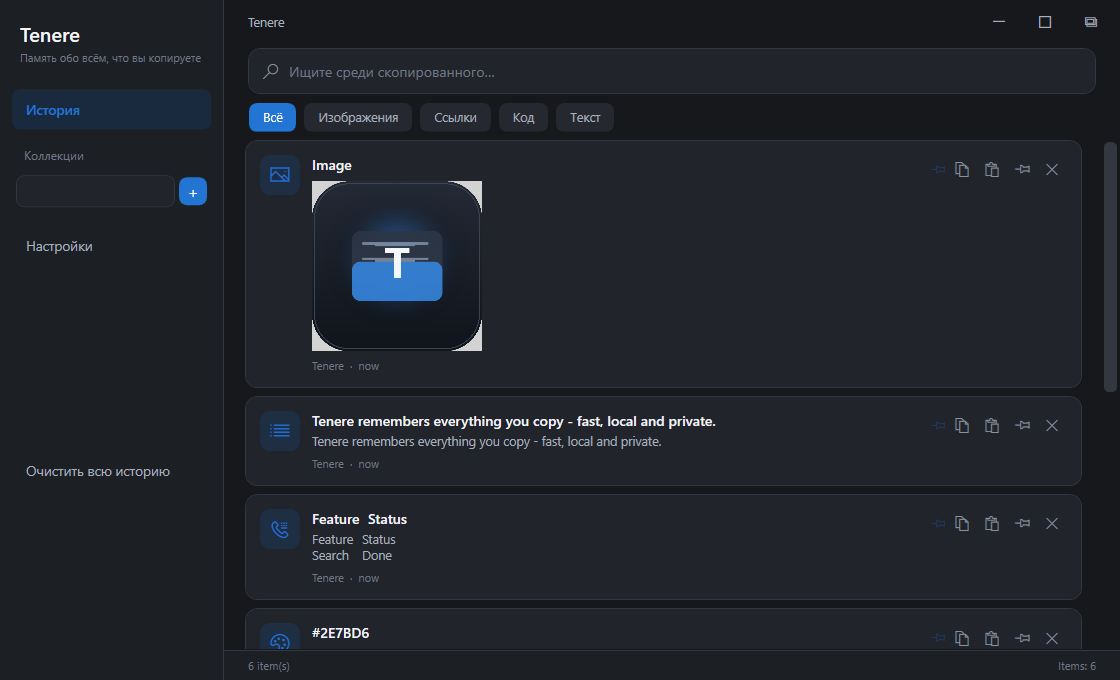 Tenere
Память обо всём, что вы копируете
История
Коллекции
+
Настройки
Очистить всю историю
Tenere
Ищите среди скопированного...
Всё
Изображения
Ссылки
Код
Текст
Image
T
Tenere · now
Tenere remembers everything you copy - fast, local and private.
Tenere remembers everything you copy - fast, local and private.
Tenere · now
Feature Status
Feature Status
Search Done
Tenere · now
#2E7BD6
6 item(s)
Items: 6